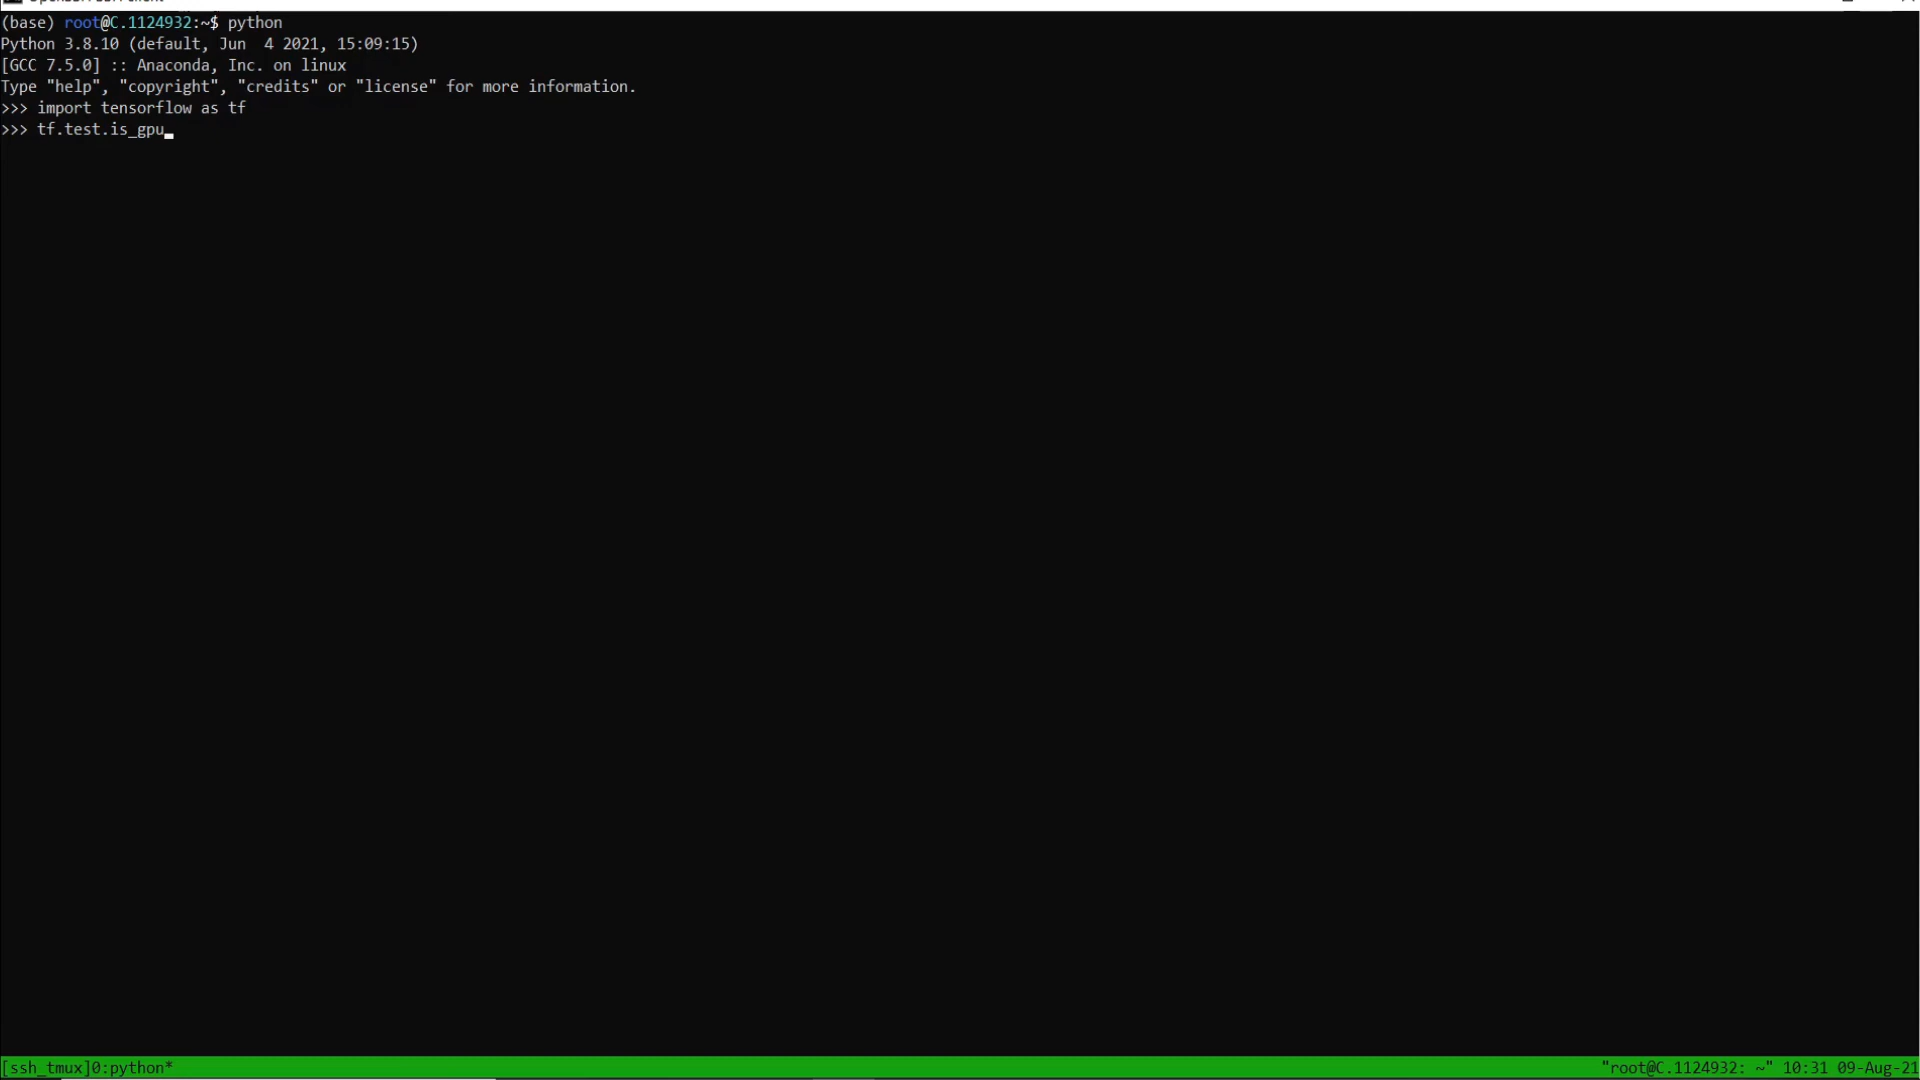 (base) root@C.1124932:~$ python
Python 3.8.10 (default, Jun  4 2021, 15:09:15)
[GCC 7.5.0] :: Anaconda, Inc. on linux
Type "help", "copyright", "credits" or "license" for more information.
>>> import tensorflow as tf
>>> tf.test.is_gpu
[ssh_tmux]0:python*
"root@C.1124932: ~" 10:31 09-Aug-21